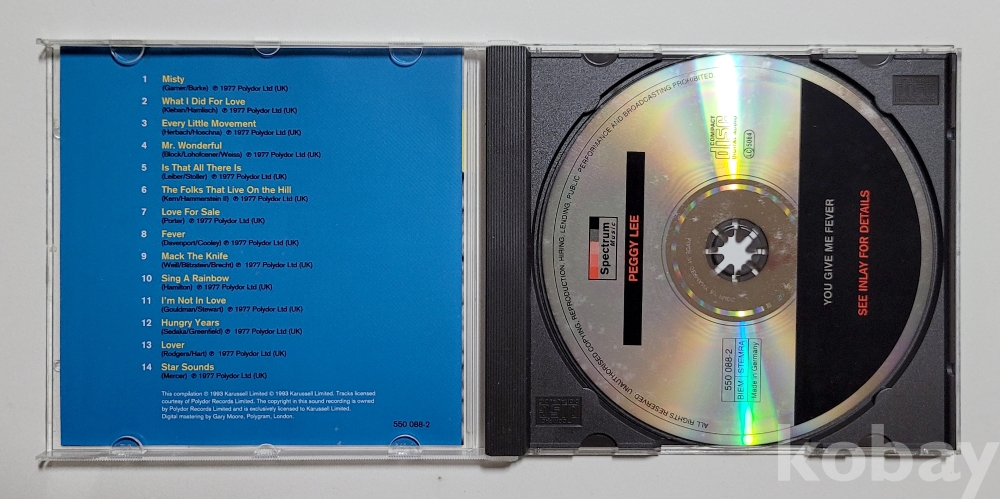 1 Misty
(Garner/Burke) ℗ 1977 Polydor Ltd (UK)
2 What I Did For Love
(Kleban/Hamlisch) ℗ 1977 Polydor Ltd (UK)
3 Every Little Movement
(Herbach/Hoschna) ℗ 1977 Polydor Ltd (UK)
4 Mr. Wonderful
(Block/Lohofcener/Weiss) ℗ 1977 Polydor Ltd (UK)
5 Is That All There Is
(Leiber/Stoller) ℗ 1977 Polydor Ltd (UK)
6 The Folks That Live On the Hill
(Kern/Hammerstein II) ℗ 1977 Polydor Ltd (UK)
7 Love For Sale
(Porter) ℗ 1977 Polydor Ltd (UK)
8 Fever
(Davenport/Cooley) ℗ 1977 Polydor Ltd (UK)
9 Mack The Knife
(Weill/Blitzstein/Brecht) ℗ 1977 Polydor Ltd (UK)
10 Sing A Rainbow
(Hamilton) ℗ 1977 Polydor Ltd (UK)
11 I'm Not In Love
(Gouldman/Stewart) ℗ 1977 Polydor Ltd (UK)
12 Hungry Years
(Sedaka/Greenfield) ℗ 1977 Polydor Ltd (UK)
13 Lover
(Rodgers/Hart) ℗ 1977 Polydor Ltd (UK)
14 Star Sounds
(Mercer) ℗ 1977 Polydor Ltd (UK)
This compilation ℗ 1993 Karussell Limited © 1993 Karussell Limited. Tracks licensed
courtesy of Polydor Records Limited. The copyright in this sound recording is owned
by Polydor Records Limited and is exclusively licensed to Karussell Limited.
Digital mastering by Gary Moore, Polygram, London.
550 088-2
ALL RIGHTS RESERVED UNAUTHORISED COPYING, REPRODUCTION, HIRING, LENDING, PUBLIC PERFORMANCE AND BROADCASTING PROHIBITED.
Spectrum
Music
PEGGY LEE
COMPACT
disc
DIGITAL AUDIO
LC 5064
550 088-2
BIEM / STEMRA
Made in Germany
YOU GIVE ME FEVER
SEE INLAY FOR DETAILS
kobay